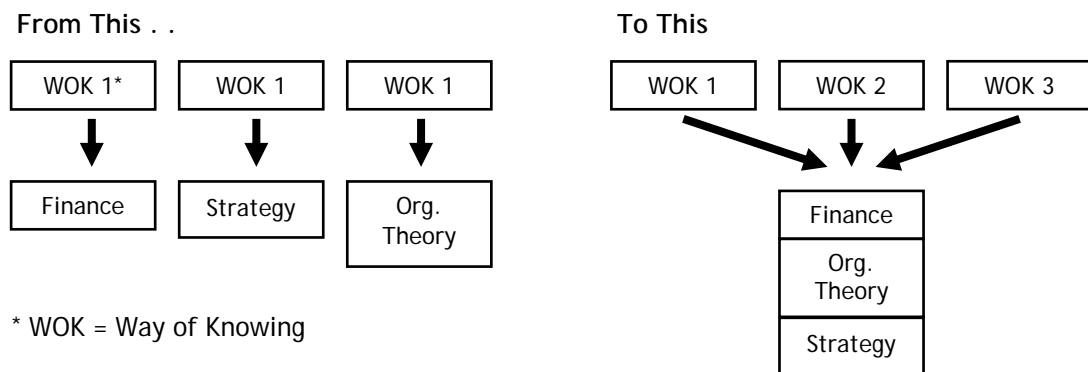 From This . .
WOK 1*
WOK 1
WOK 1
Finance
Strategy
Org.
Theory
* WOK = Way of Knowing
To This
WOK 1
WOK 2
WOK 3
Finance
Org.
Theory
Strategy